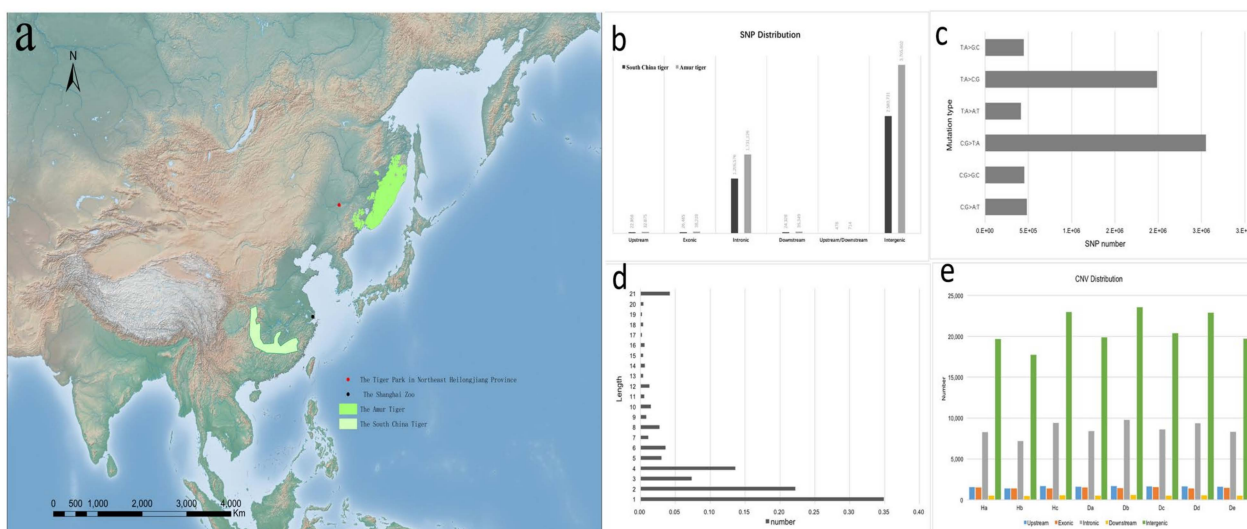 a
N
The Tiger Park in Northeast Heilongjiang Province
The Shanghai Zoo
The Amur Tiger
The South China Tiger
0 500 1,000 2,000 3,000 4,000
Km
b
SNP Distribution
South China tiger Amur tiger
Upstream Exonic Intronic Downstream Upstream/Downstream Intergenic
c
Mutation type
TA>GC
TA>CG
TA>AT
CG>TA
CG>GC
CG>AT
0.E+0 5.E+05 1.E+06 2.E+06 2.E+06 3.E+06 3.E+06
SNP number
d
Length
21
20
19
18
17
16
15
14
13
12
11
10
9
8
7
6
5
4
3
2
1
0.00 0.05 0.10 0.15 0.20 0.25 0.30 0.35 0.40
number
e
CNV Distribution
Number
25,000
20,000
15,000
10,000
5,000
0
Ha Hb Hc Da Db Dc Dd De
Upstream Exonic Intronic Downstream Intergenic